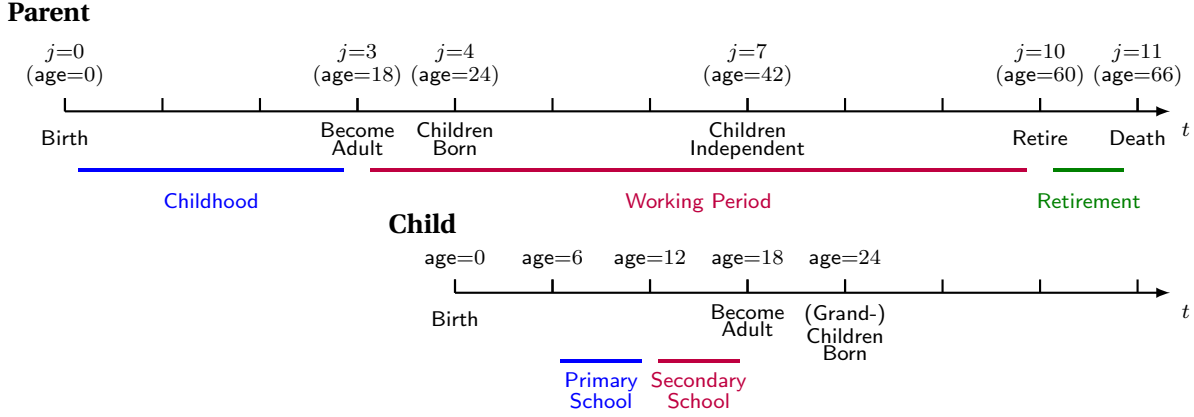 Parent
j=0 j=3 j=4 j=7 j=10 j=11
(age=0) (age=18) (age=24) (age=42) (age=60) (age=66)
t
Birth Become Adult Children Born Children Independent Retire Death
Childhood Working Period Retirement
Child
age=0 age=6 age=12 age=18 age=24
t
Birth Become Adult (Grand-) Children Born
Primary School Secondary School